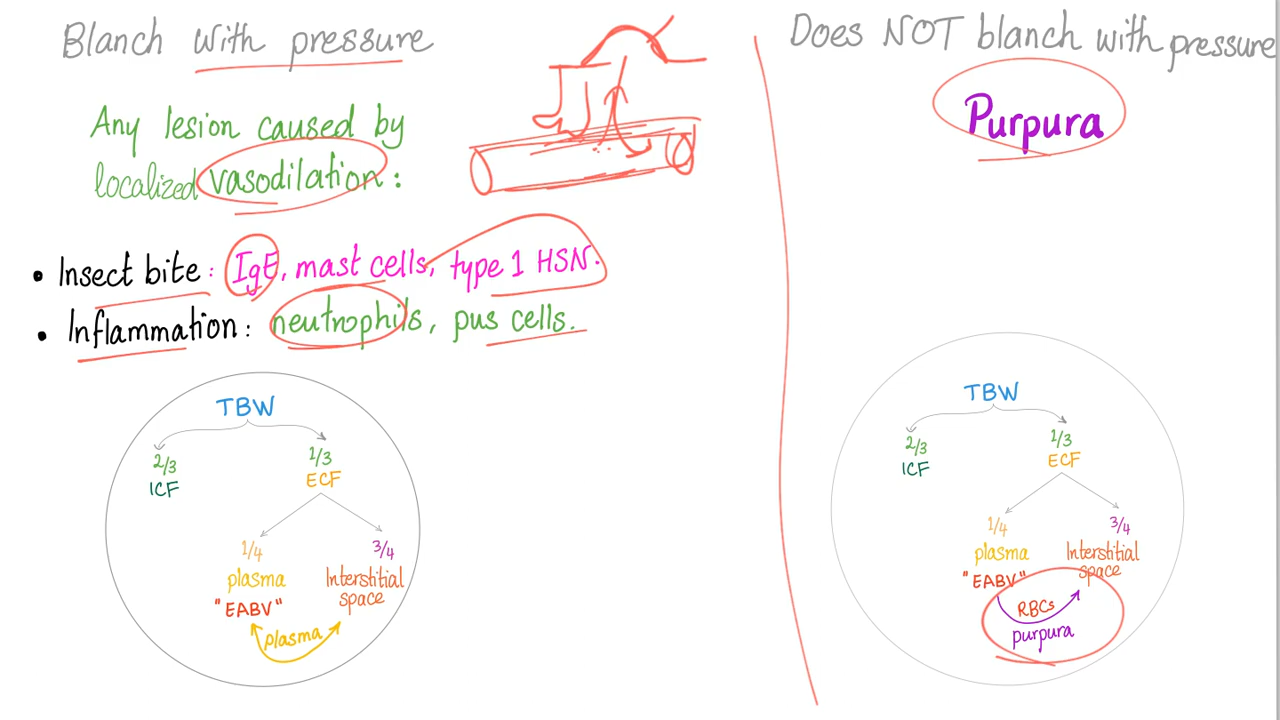 Blanch with pressure
Any lesion caused by
localized vasodilation:
• Insect bite: IgE, mast cells, type 1 HSN.
• Inflammation: neutrophils, pus cells.
TBW
2/3
ICF
1/3
ECF
1/4
plasma
"EABV"
3/4
Interstitial
space
plasma
Does NOT blanch with pressure
Purpura
TBW
2/3
ICF
1/3
ECF
1/4
plasma
"EABV"
3/4
Interstitial
space
RBCs
purpura